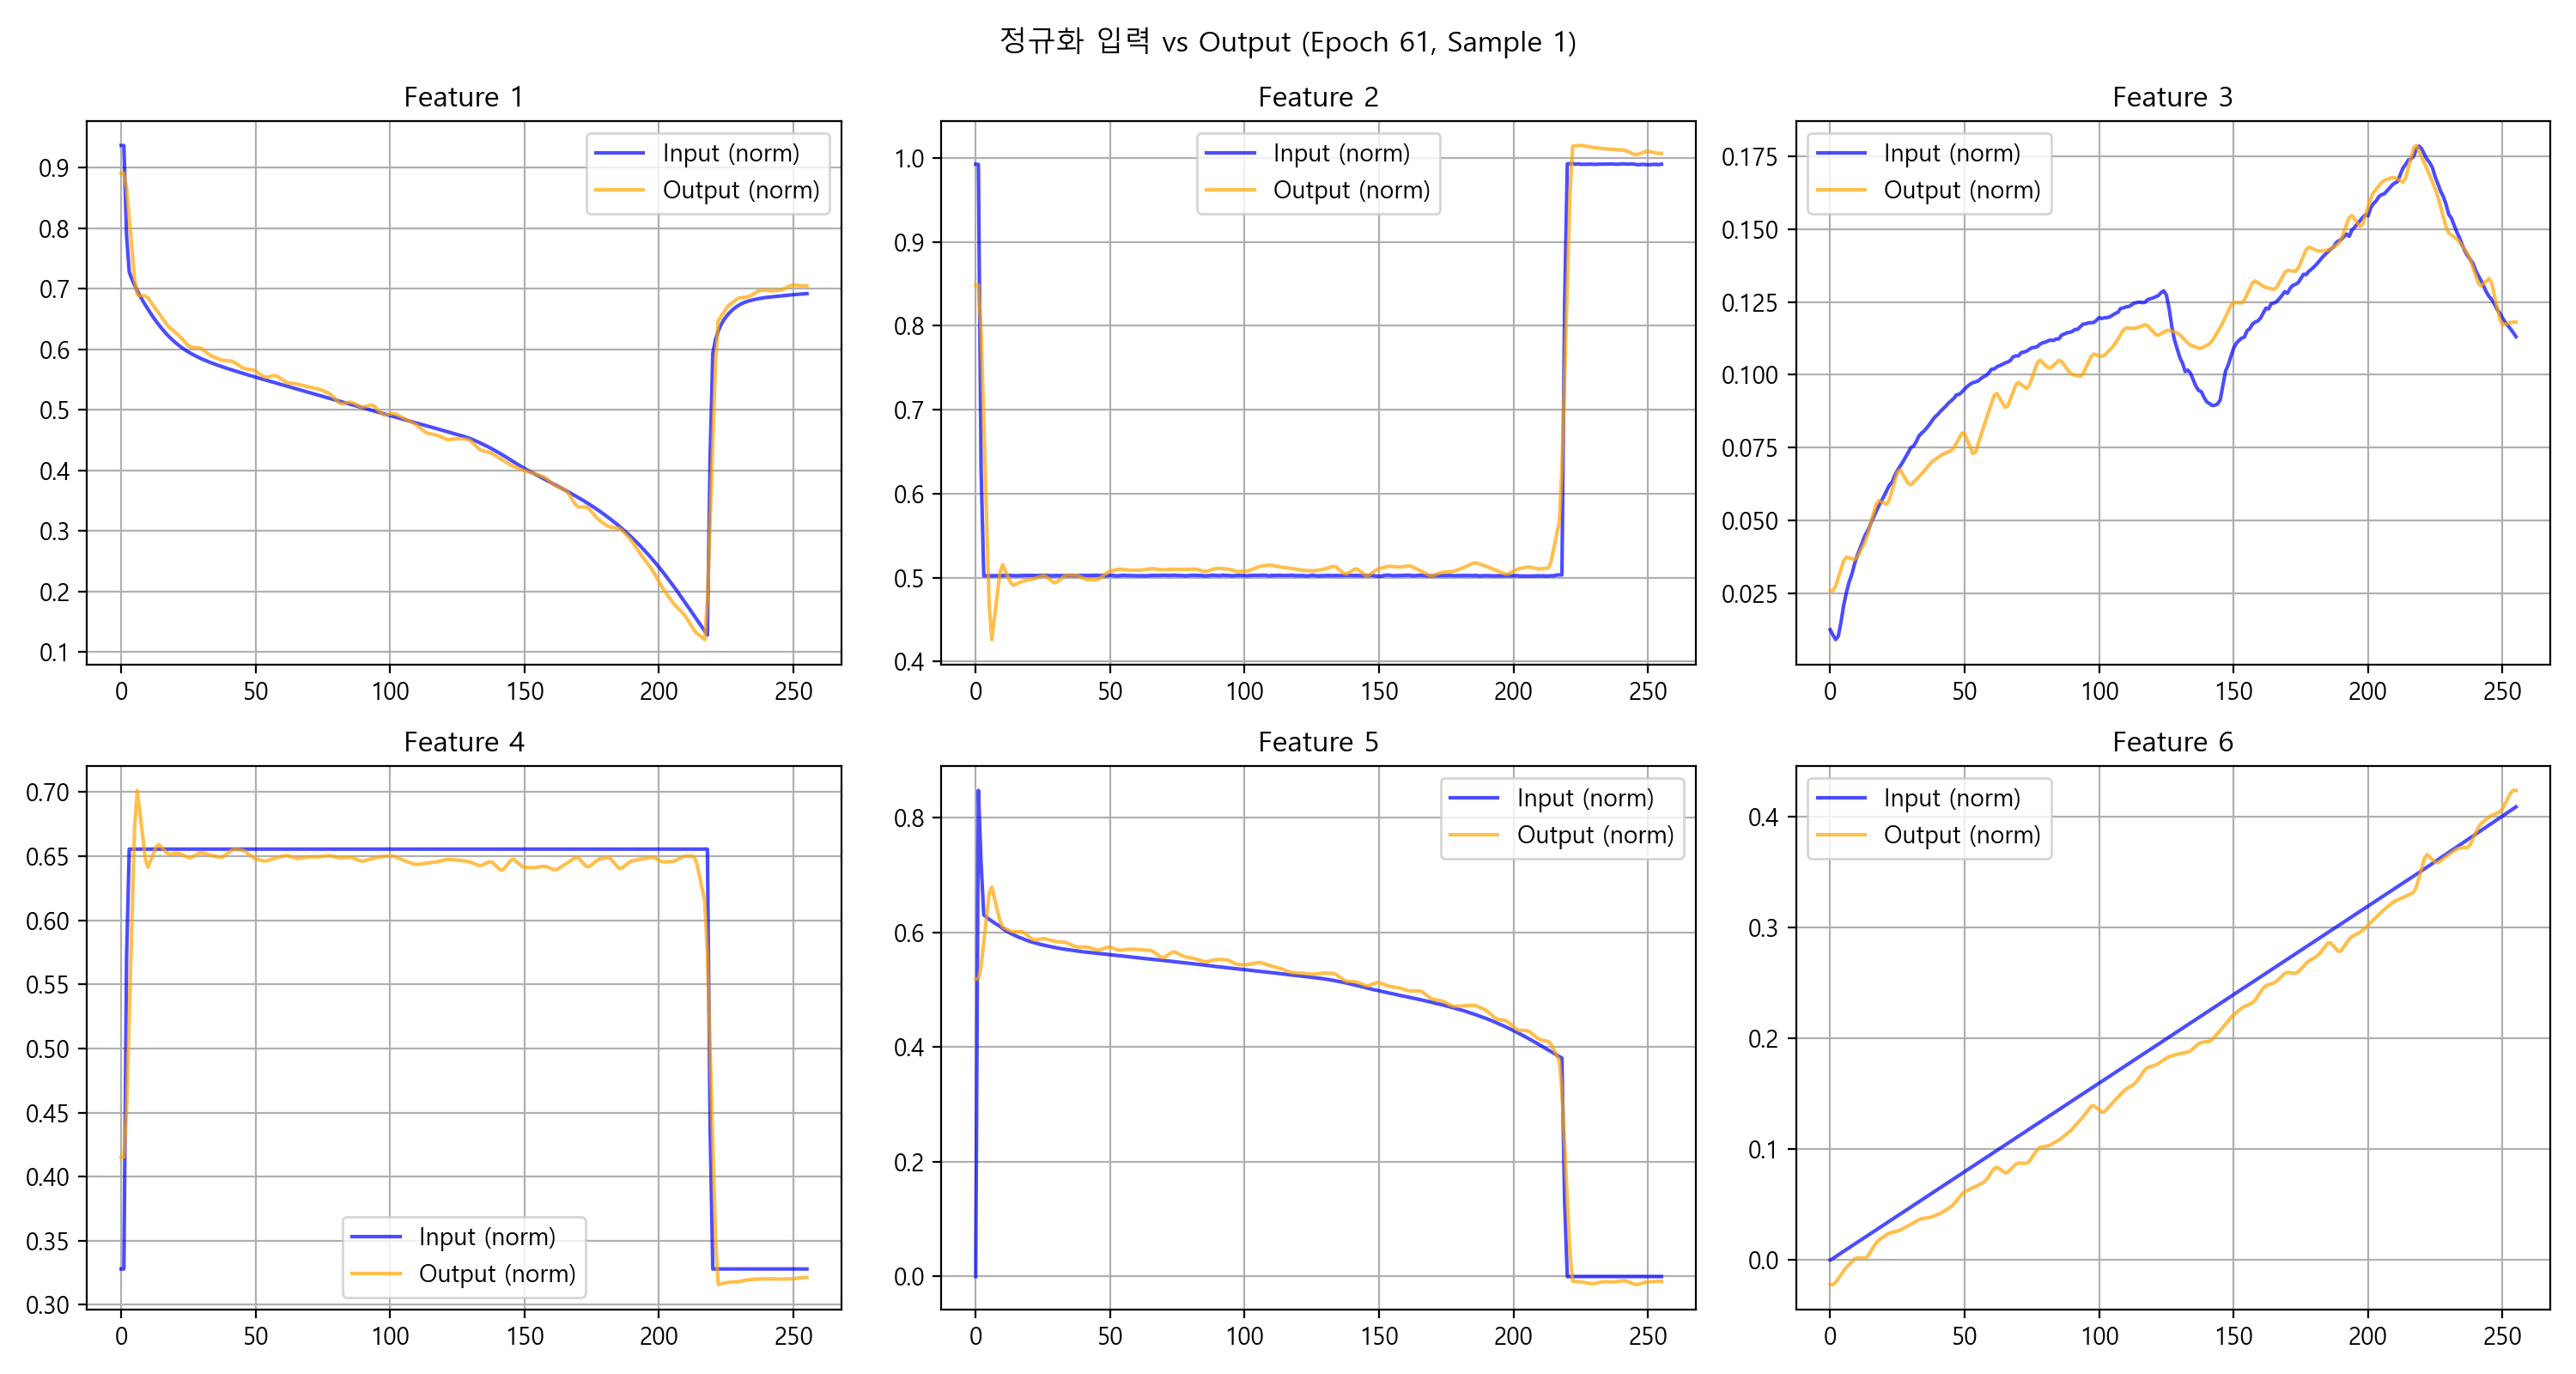 정규화 입력 vs Output (Epoch 61, Sample 1)
Feature 1
Input (norm)
Output (norm)
0.9
0.8
0.7
0.6
0.5
0.4
0.3
0.2
0.1
0 50 100 150 200 250
Feature 2
Input (norm)
Output (norm)
1.0
0.9
0.8
0.7
0.6
0.5
0.4
0 50 100 150 200 250
Feature 3
Input (norm)
Output (norm)
0.175
0.150
0.125
0.100
0.075
0.050
0.025
0 50 100 150 200 250
Feature 4
0.70
0.65
0.60
0.55
0.50
0.45
0.40
0.35
0.30
Input (norm)
Output (norm)
0 50 100 150 200 250
Feature 5
Input (norm)
Output (norm)
0.8
0.6
0.4
0.2
0.0
0 50 100 150 200 250
Feature 6
Input (norm)
Output (norm)
0.4
0.3
0.2
0.1
0.0
0 50 100 150 200 250